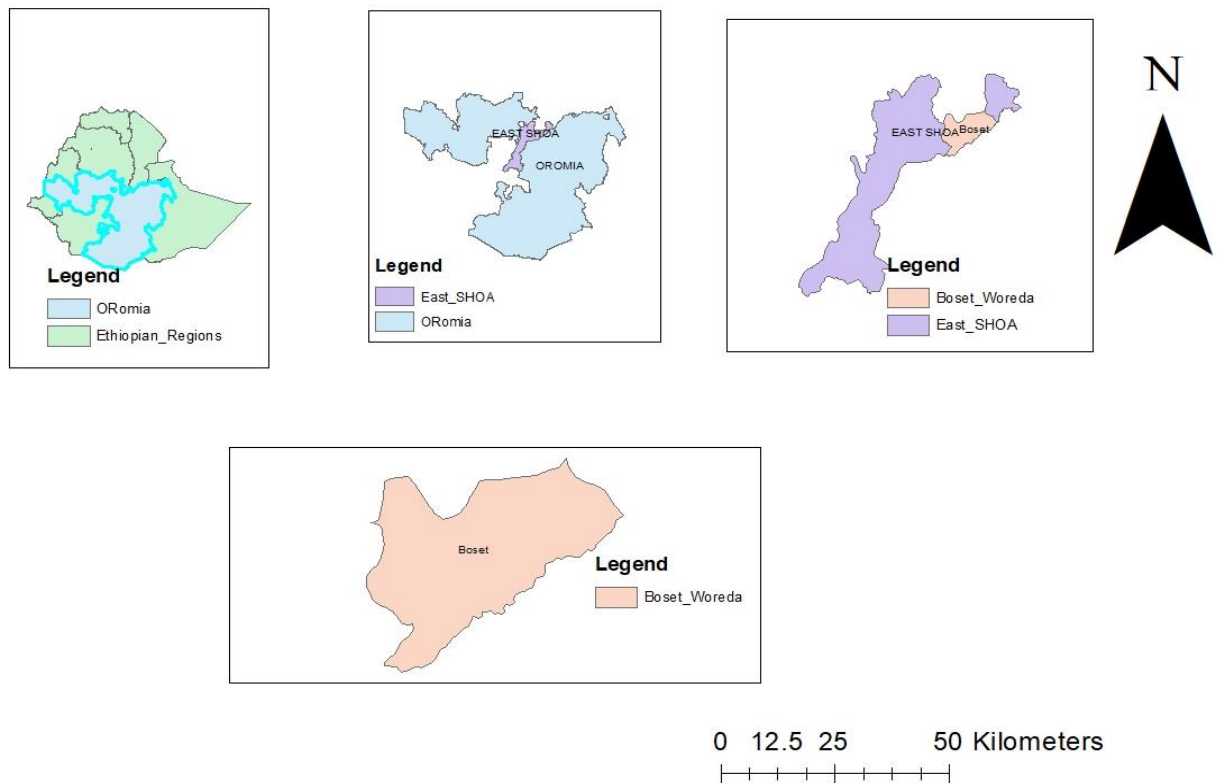 Legend
ORomia
Ethiopian_Regions
EAST SHOA
OROMIA
Legend
East_SHOA
ORomia
EAST SHOA
Boset
Legend
Boset_Woreda
East_SHOA
N
Boset
Legend
Boset_Woreda
0 12.5 25 50 Kilometers